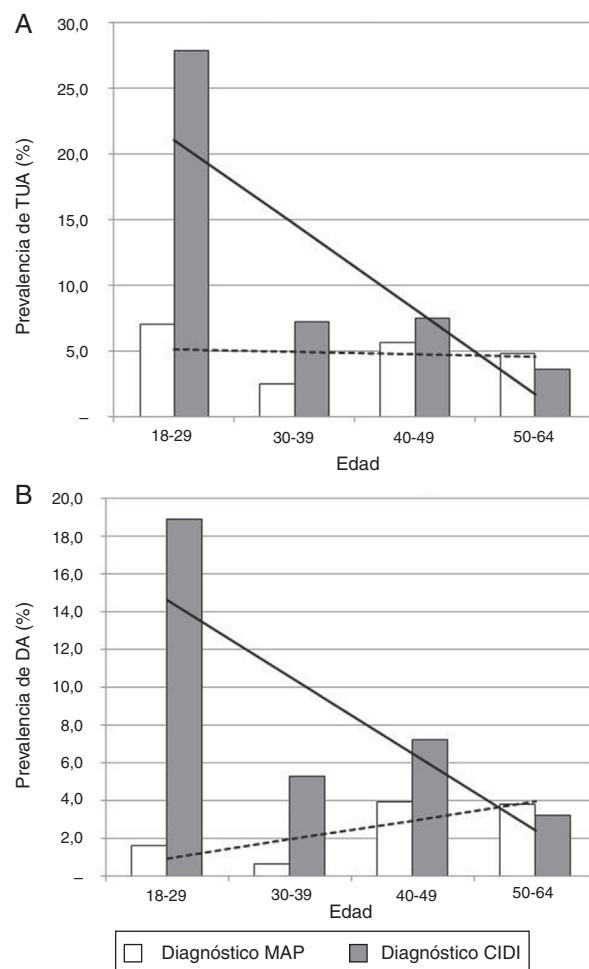 A
Prevalencia de TUA (%)
30,0
25,0
20,0
15,0
10,0
5,0
–
18-29 30-39 40-49 50-64
Edad
B
Prevalencia de DA (%)
20,0
18,0
16,0
14,0
12,0
10,0
8,0
6,0
4,0
2,0
–
18-29 30-39 40-49 50-64
Edad
Diagnóstico MAP Diagnóstico CIDI